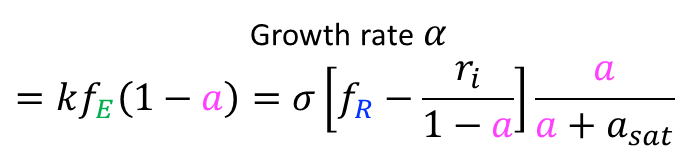 Growth rate α
= kf_E(1 − a) = σ[f_R − r_i/(1 − a)] a/(a + a_sat)